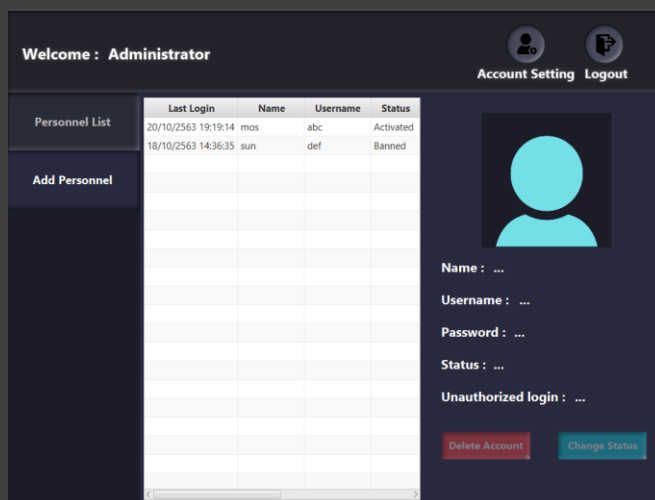 Welcome : Administrator
Account Setting Logout
Personnel List
Add Personnel
Last Login Name Username Status
20/10/2563 19:19:14 mos abc Activated
18/10/2563 14:36:35 sun def Banned
Name : ...
Username : ...
Password : ...
Status : ...
Unauthorized login : ...
Delete Account Change Status